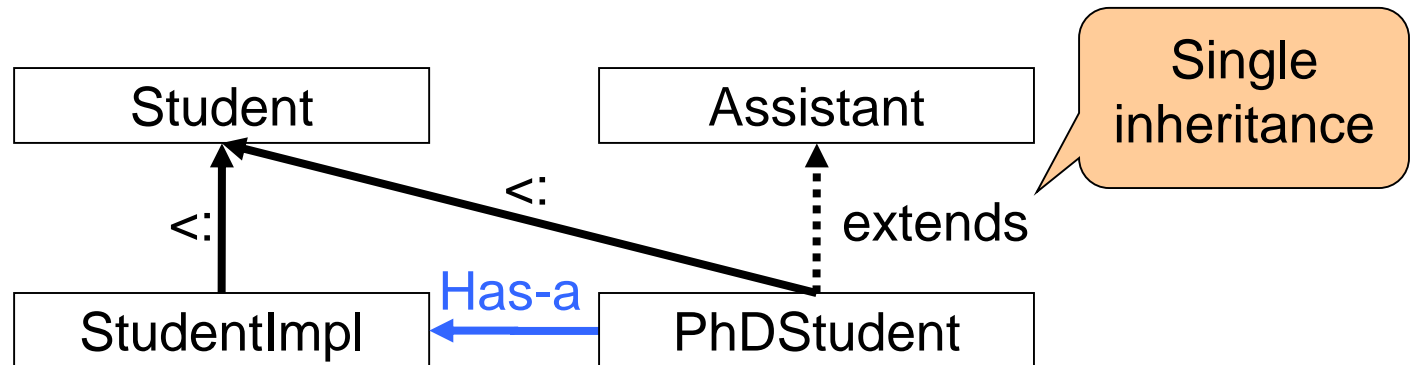 Student
Assistant
Single
inheritance
<:
<:
extends
Has-a
StudentImpl
PhDStudent